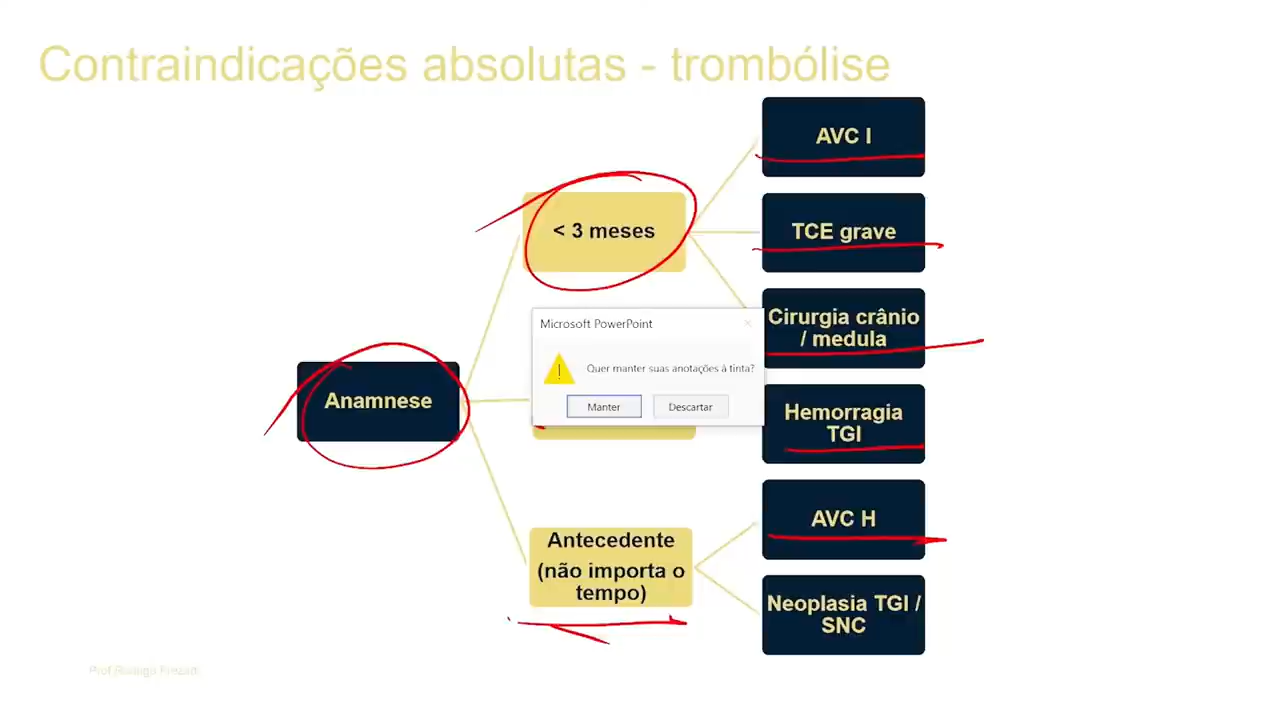 Contraindicações absolutas - trombólise
AVC I
< 3 meses
TCE grave
Cirurgia crânio
/ medula
Microsoft PowerPoint
Quer manter suas anotações à tinta?
Manter
Descartar
Anamnese
Hemorragia
TGI
AVC H
Antecedente
(não importa o
tempo)
Neoplasia TGI /
SNC